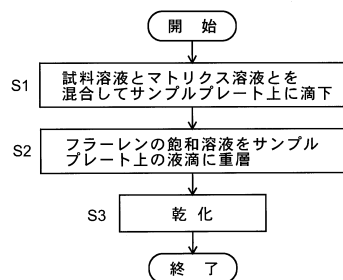 開 始
S1
試料溶液とマトリクス溶液とを
混合してサンプルプレート上に滴下
S2
フラーレンの飽和溶液をサンプル
プレート上の液滴に重層
S3
乾 化
終 了